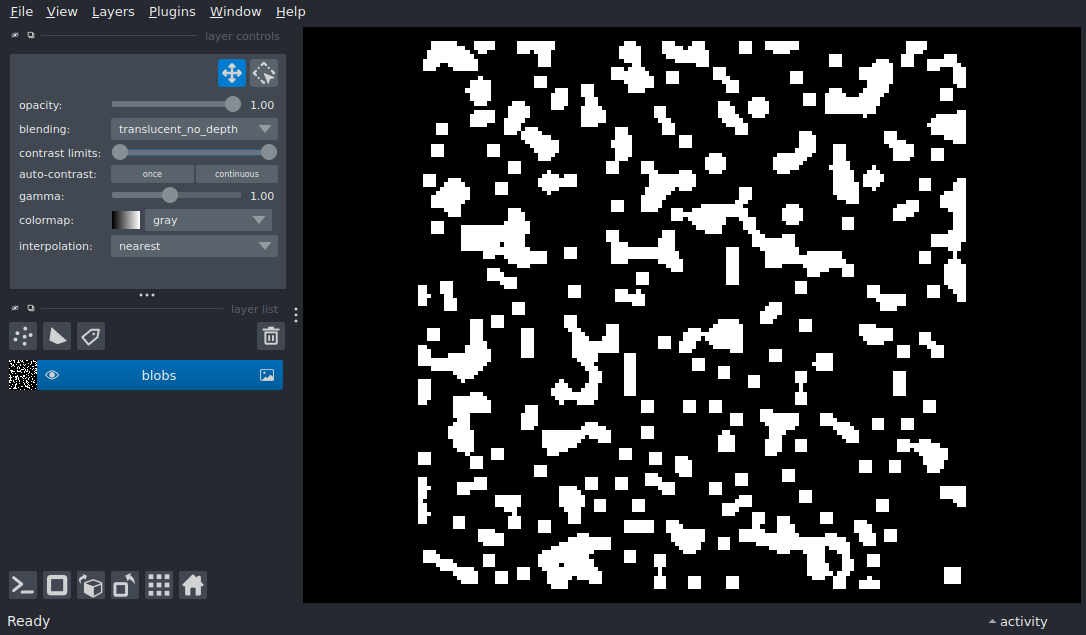 File View Layers Plugins Window Help
layer controls
opacity: 1.00
blending: translucent_no_depth
contrast limits:
auto-contrast: once continuous
gamma: 1.00
colormap: gray
interpolation: nearest
layer list
blobs
Ready activity